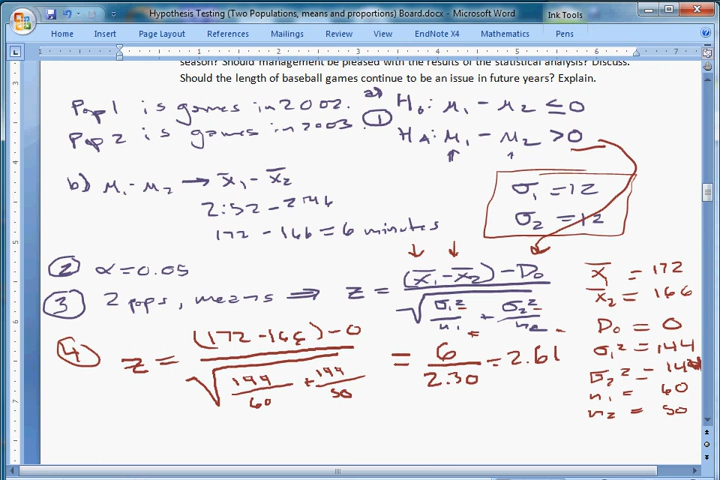 Hypothesis Testing (Two Populations, means and proportions) Board.docx - Microsoft Word
Ink Tools
Home Insert Page Layout References Mailings Review View EndNote X4 Mathematics Pens
season? Should management be pleased with the results of the statistical analysis? Discuss.
Should the length of baseball games continue to be an issue in future years? Explain.
Pop 1 is games in 2002.
Pop 2 is games in 2003.
a)
① H₀: μ₁ - μ₂ ≤ 0
Hₐ: μ₁ - μ₂ > 0
σ₁ = 12
σ₂ = 12
b) μ₁ - μ₂ → x̄₁ - x̄₂
2:52 - 2:46
172 - 166 = 6 minutes
② α = 0.05
③ 2 pops, means ⇒ z = (x̄₁ - x̄₂) - D₀ / √ σ₁²/n₁ + σ₂²/n₂
x̄₁ = 172
x̄₂ = 166
D₀ = 0
σ₁² = 144
σ₂² = 144
n₁ = 60
n₂ = 50
④ z = (172 - 166) - 0 / √ 144/60 + 144/50 = 6/2.30 = 2.61